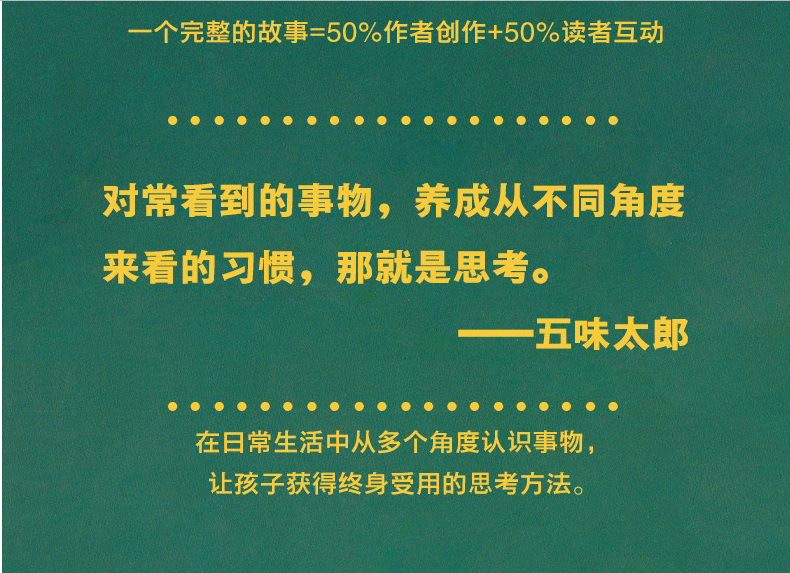 一个完整的故事=50%作者创作+50%读者互动
对常看到的事物，养成从不同角度
来看的习惯，那就是思考。
——五味太郎
在日常生活中从多个角度认识事物，
让孩子获得终身受用的思考方法。